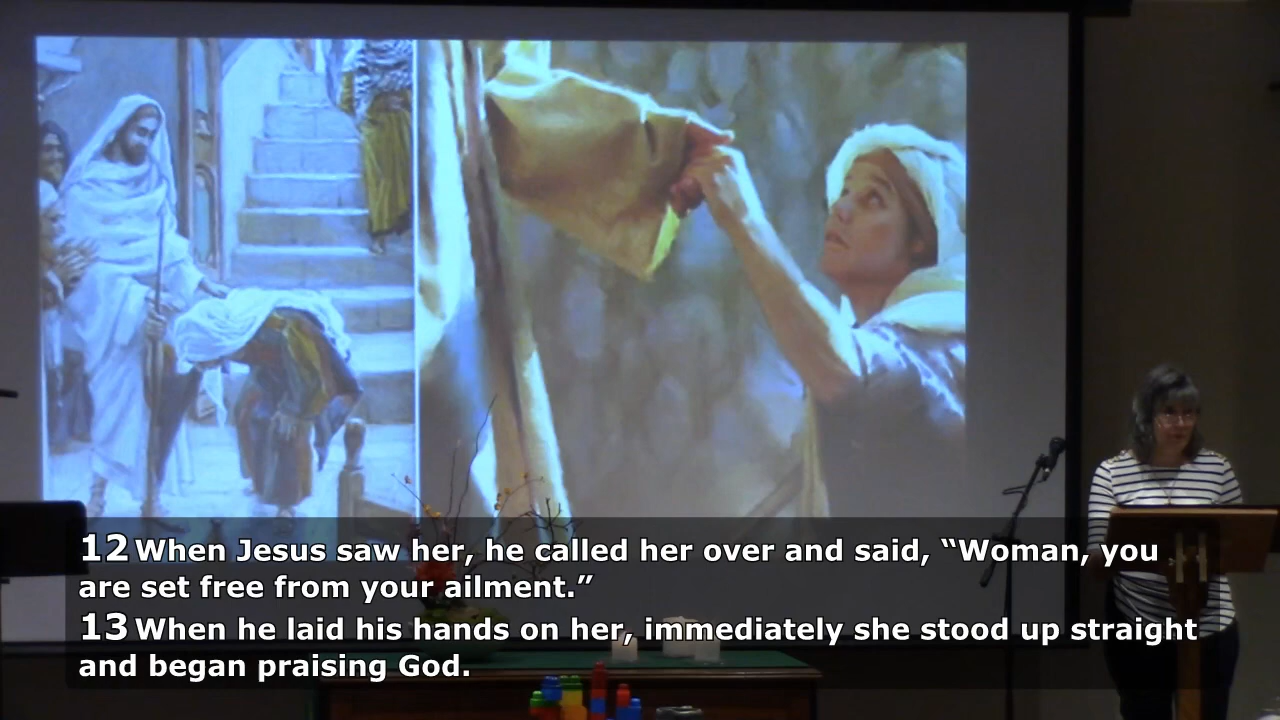 12 When Jesus saw her, he called her over and said, “Woman, you
are set free from your ailment.”
13 When he laid his hands on her, immediately she stood up straight
and began praising God.